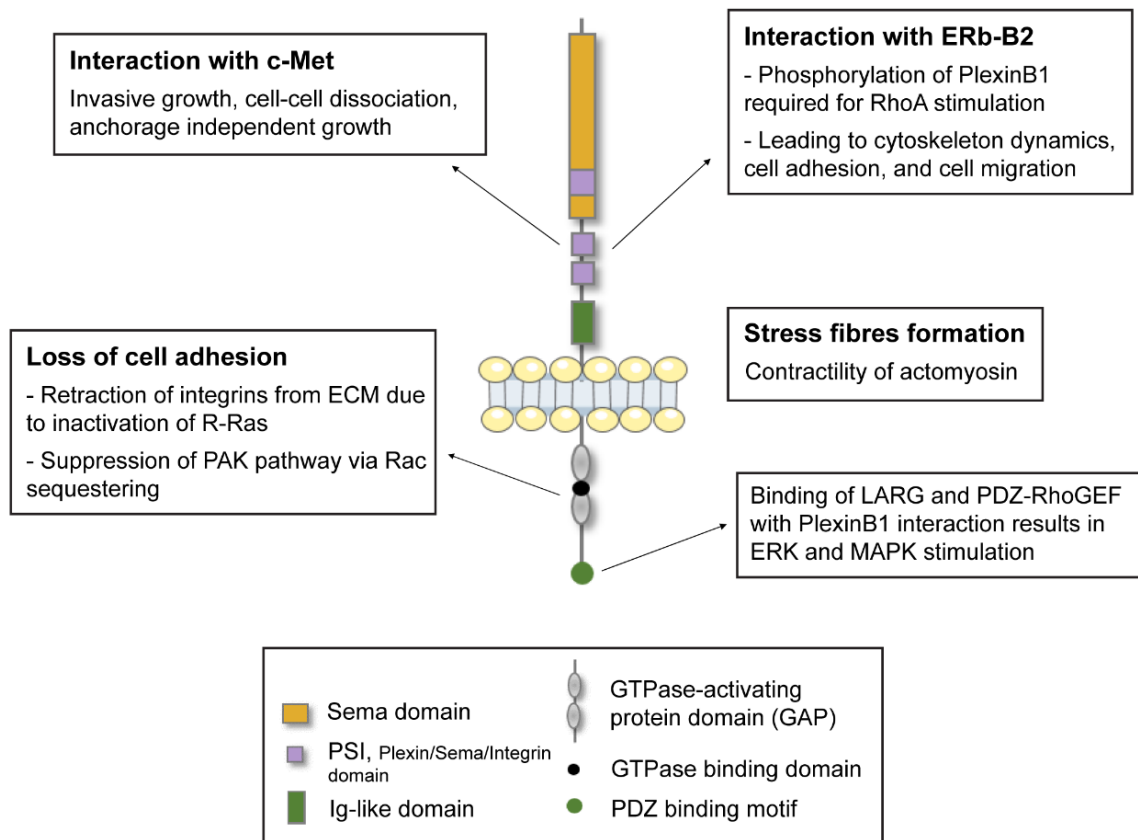 Interaction with c-Met
Invasive growth, cell-cell dissociation,
anchorage independent growth
Interaction with ERb-B2
- Phosphorylation of PlexinB1
required for RhoA stimulation
- Leading to cytoskeleton dynamics,
cell adhesion, and cell migration
Loss of cell adhesion
- Retraction of integrins from ECM due
to inactivation of R-Ras
- Suppression of PAK pathway via Rac
sequestering
Stress fibres formation
Contractility of actomyosin
Binding of LARG and PDZ-RhoGEF
with PlexinB1 interaction results in
ERK and MAPK stimulation
Sema domain
PSI, Plexin/Sema/Integrin
domain
Ig-like domain
GTPase-activating
protein domain (GAP)
GTPase binding domain
PDZ binding motif